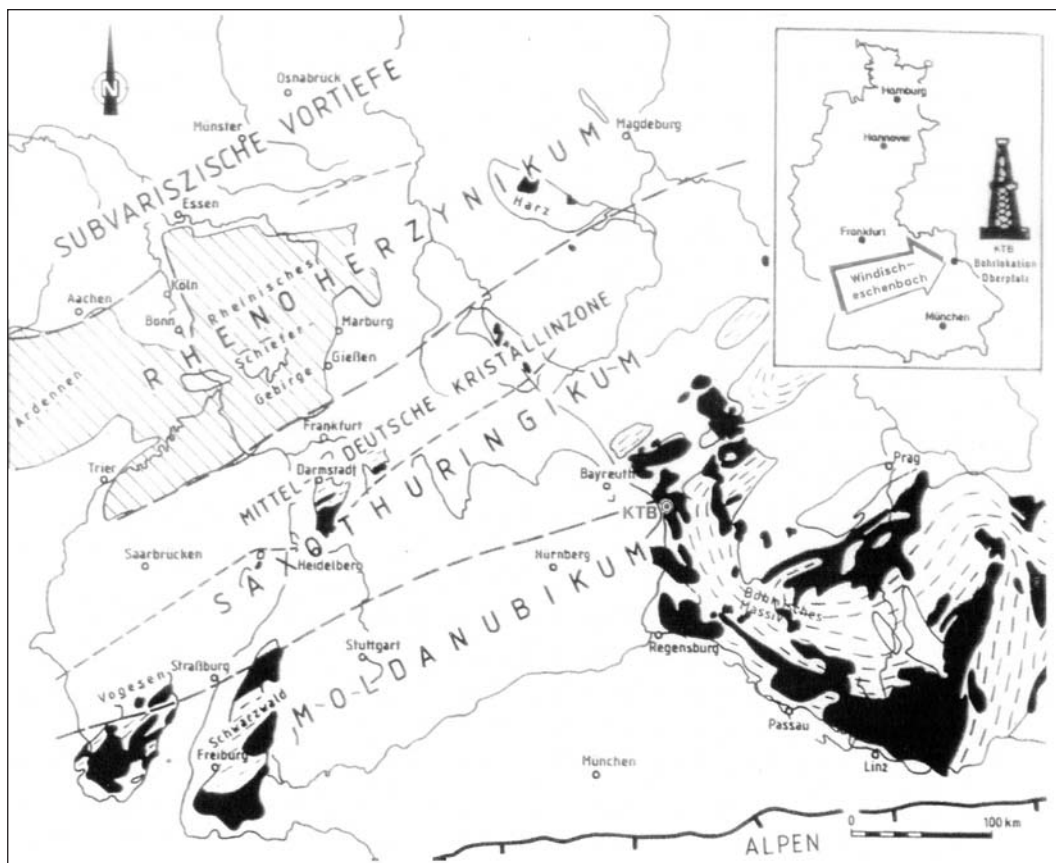 N
Osnabrück
Münster
SUBVARISZISCHE VORTIEFE
Magdeburg
Essen
Harz
RHENOHERZYNIKUM
Aachen
Köln
Bonn
Rheinisches
Schiefer-
Gebirge
Marburg
Gießen
Ardennen
MITTELDEUTSCHE KRISTALLINZONE
Frankfurt
Trier
Darmstadt
SAXOTHURINGIKUM
Bayreuth
Prag
KTB
Saarbrücken
Heidelberg
Nürnberg
Böhmisches
Massiv
MOLDANUBIKUM
Stuttgart
Regensburg
Straßburg
Vogesen
Schwarzwald
Freiburg
Passau
Linz
München
0 100 km
ALPEN
Hamburg
Hannover
Frankfurt
KTB
Bohrlokation
Oberpfalz
Windisch-
eschenbach
München